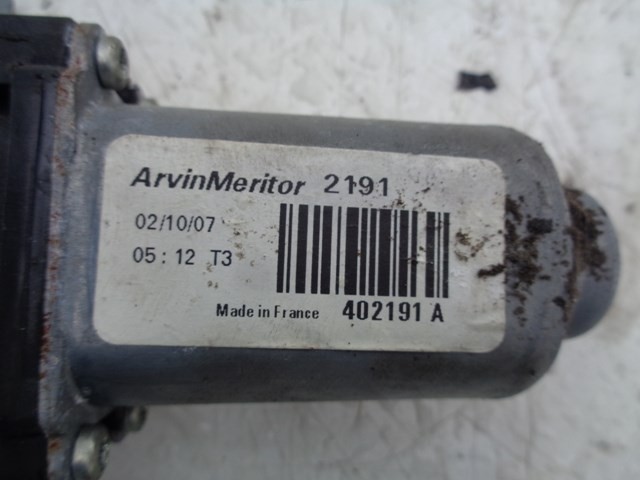 ArvinMeritor 2191
02/10/07
05:12 T3
Made in France 402191 A